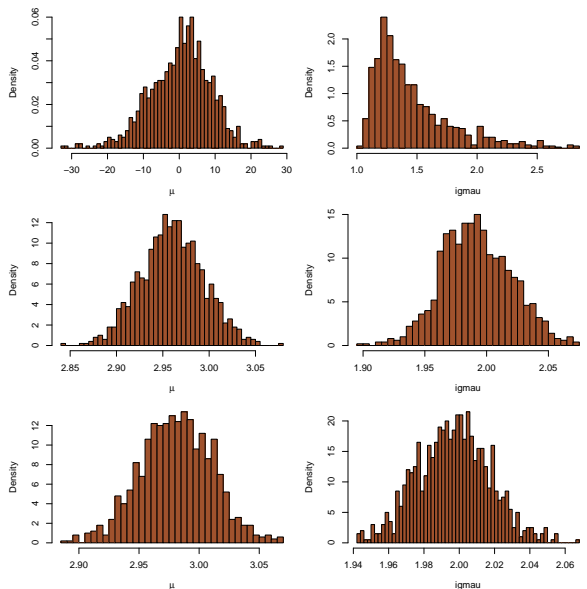 Density
0.00 0.02 0.04 0.06
−30 −20 −10 0 10 20 30
μ
Density
0.0 0.5 1.0 1.5 2.0
1.0 1.5 2.0 2.5
igmau
Density
0 2 4 6 8 10 12
2.85 2.90 2.95 3.00 3.05
μ
Density
0 5 10 15
1.90 1.95 2.00 2.05
igmau
Density
0 2 4 6 8 10 12
2.90 2.95 3.00 3.05
μ
Density
0 5 10 15 20
1.94 1.96 1.98 2.00 2.02 2.04 2.06
igmau